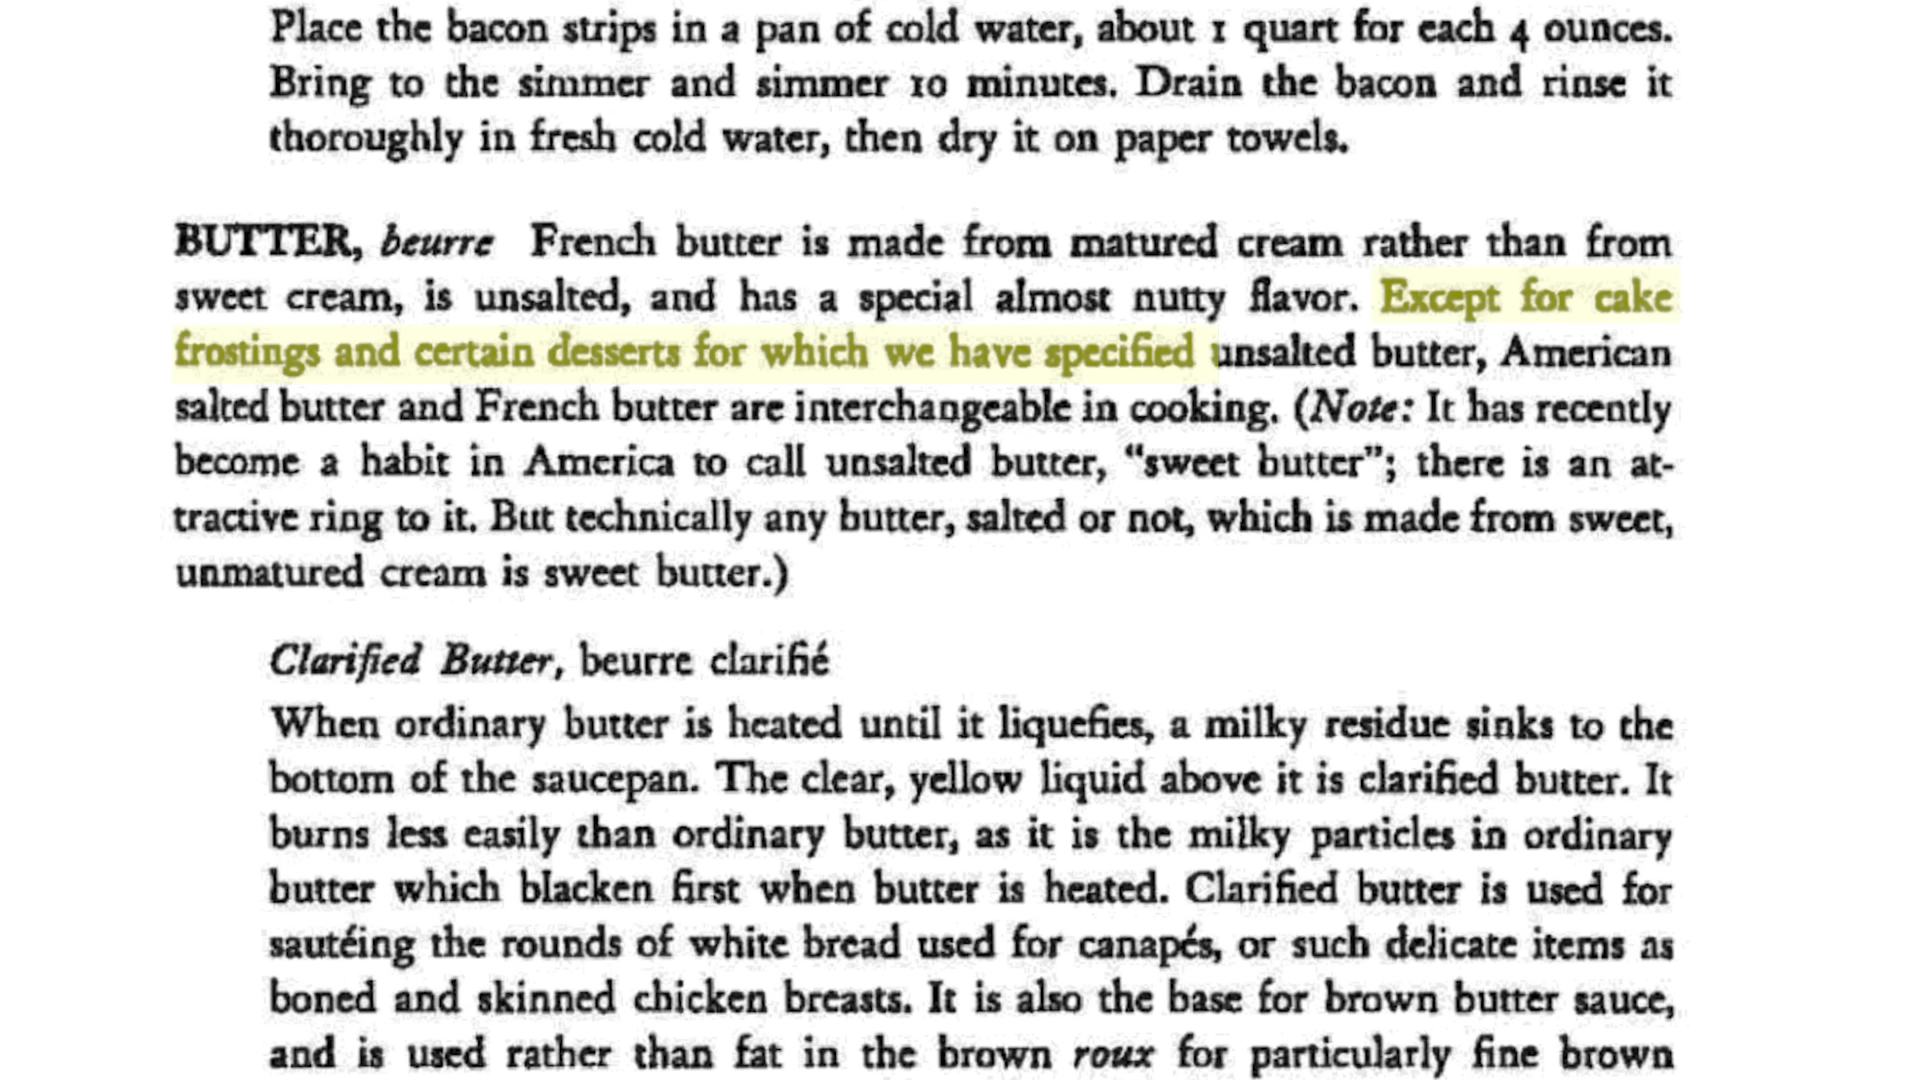 Place the bacon strips in a pan of cold water, about 1 quart for each 4 ounces.
Bring to the simmer and simmer 10 minutes. Drain the bacon and rinse it
thoroughly in fresh cold water, then dry it on paper towels.
BUTTER, beurre French butter is made from matured cream rather than from
sweet cream, is unsalted, and has a special almost nutty flavor. Except for cake
frostings and certain desserts for which we have specified unsalted butter, American
salted butter and French butter are interchangeable in cooking. (Note: It has recently
become a habit in America to call unsalted butter, “sweet butter”; there is an at-
tractive ring to it. But technically any butter, salted or not, which is made from sweet,
unmatured cream is sweet butter.)
Clarified Butter, beurre clarifié
When ordinary butter is heated until it liquefies, a milky residue sinks to the
bottom of the saucepan. The clear, yellow liquid above it is clarified butter. It
burns less easily than ordinary butter, as it is the milky particles in ordinary
butter which blacken first when butter is heated. Clarified butter is used for
sautéing the rounds of white bread used for canapés, or such delicate items as
boned and skinned chicken breasts. It is also the base for brown butter sauce,
and is used rather than fat in the brown roux for particularly fine brown